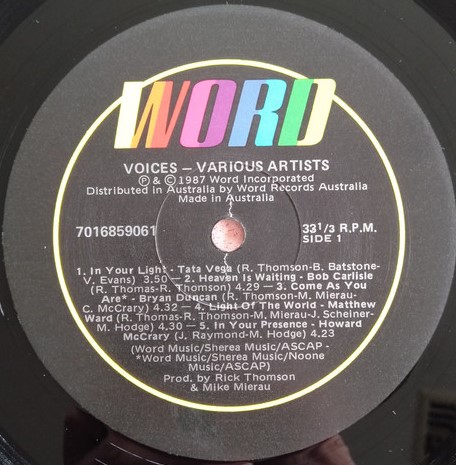 WORD
VOICES — VARIOUS ARTISTS
Ⓟ & © 1987 Word Incorporated
Distributed in Australia by Word Records Australia
Made in Australia
7016859061
33 1/3 R.P.M.
SIDE 1
1. In Your Light - Tata Vega (R. Thomson-B. Batstone-
V. Evans) 3.50 — 2. Heaven Is Waiting - Bob Carlisle
(R. Thomas-R. Thomson) 4.29 — 3. Come As You
Are* - Bryan Duncan (R. Thomson-M. Mierau-
C. McCrary) 4.32 — 4. Light Of The World - Matthew
Ward (R. Thomas-R. Thomson-M. Mierau-J. Scheiner-
M. Hodge) 4.30 — 5. In Your Presence - Howard
McCrary (J. Raymond-M. Hodge) 4.23
(Word Music/Sherea Music/ASCAP -
*Word Music/Sherea Music/Noone
Music/ASCAP)
Prod. by Rick Thomson
& Mike Mierau